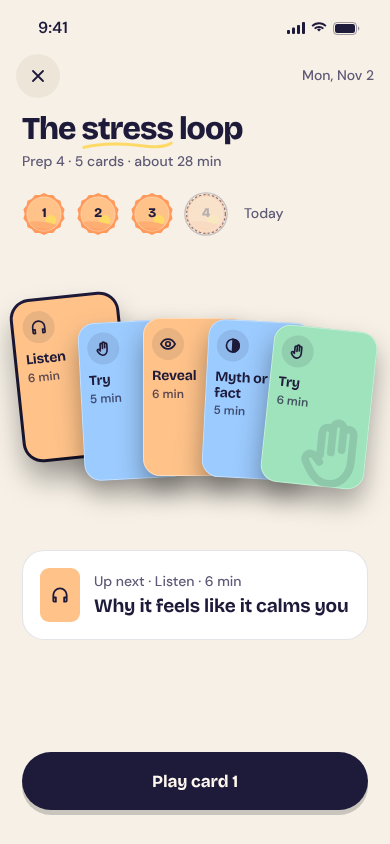 9:41
Mon, Nov 2
The stress loop
Prep 4 · 5 cards · about 28 min
1 2 3 4 Today
Listen
6 min
Try
5 min
Reveal
6 min
Myth or
fact
5 min
Try
6 min
Up next · Listen · 6 min
Why it feels like it calms you
Play card 1